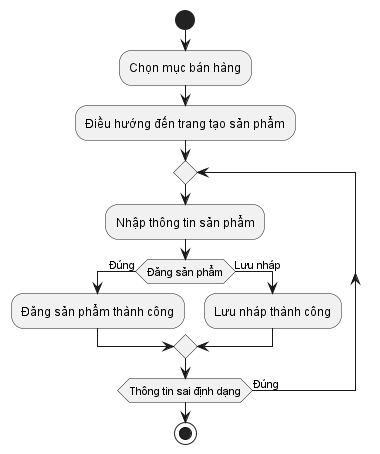 Chọn mục bán hàng
Điều hướng đến trang tạo sản phẩm
Nhập thông tin sản phẩm
Đúng
Đăng sản phẩm
Lưu nháp
Đăng sản phẩm thành công
Lưu nháp thành công
Thông tin sai định dạng
Đúng